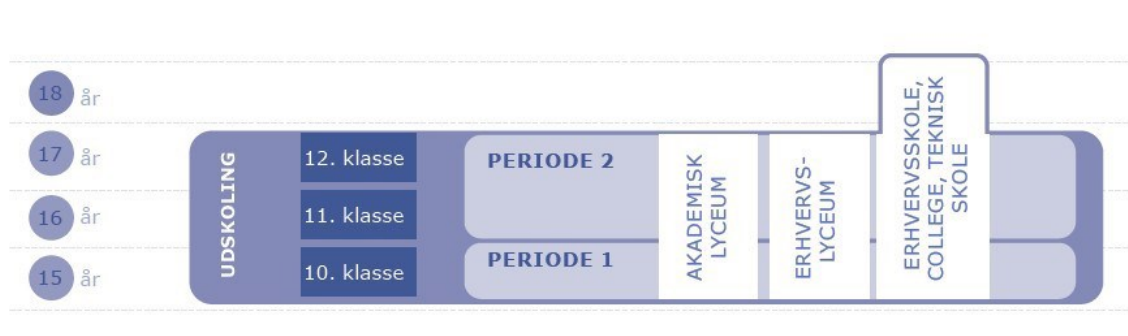 18 år
17 år
16 år
15 år
UDSKOLING
12. klasse
11. klasse
10. klasse
PERIODE 2
PERIODE 1
AKADEMISK
LYCEUM
ERHVERVS-
LYCEUM
ERHVERVSSKOLE,
COLLEGE, TEKNISK
SKOLE